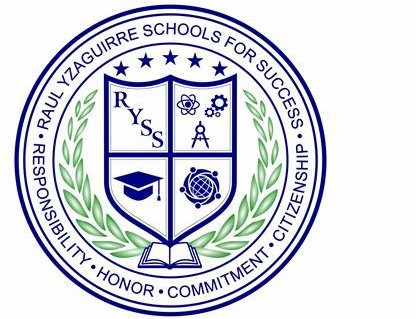 RAUL YZAGUIRRE SCHOOLS FOR SUCCESS
RYSS
RESPONSIBILITY • HONOR • COMMITMENT • CITIZENSHIP